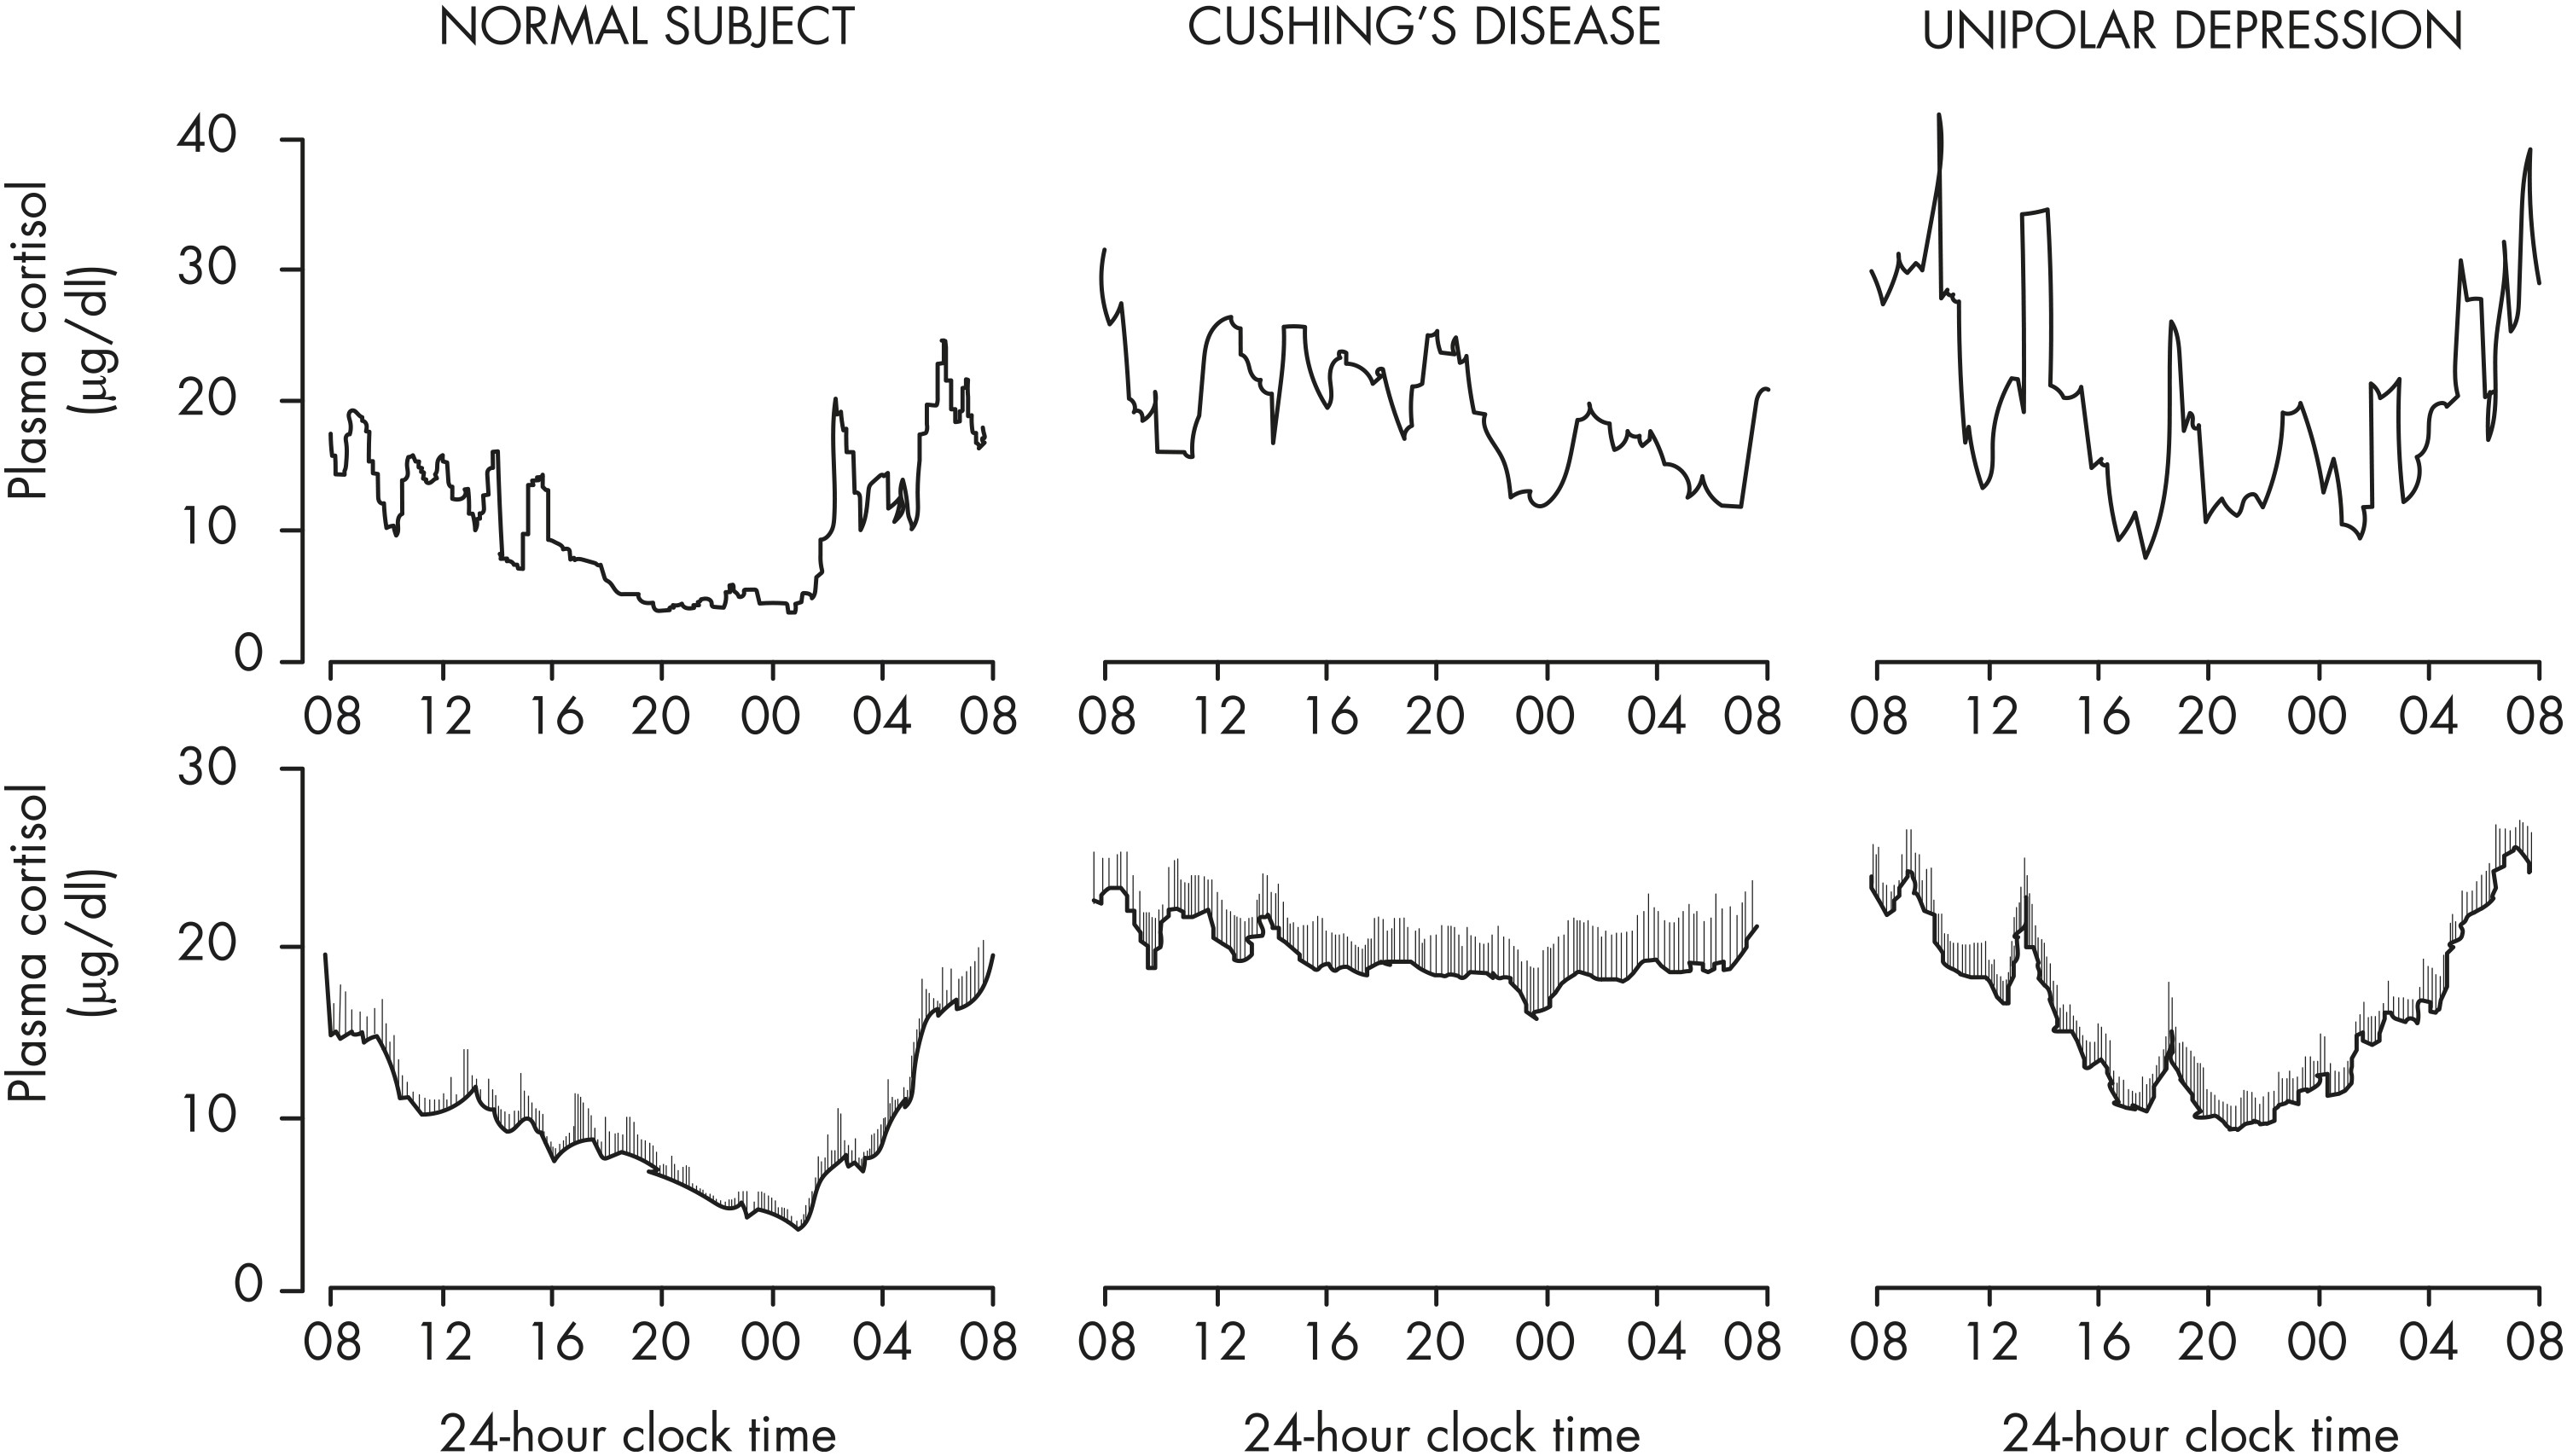 NORMAL SUBJECT
CUSHING’S DISEASE
UNIPOLAR DEPRESSION
Plasma cortisol
(µg/dl)
40
30
20
10
0
08 12 16 20 00 04 08
08 12 16 20 00 04 08
08 12 16 20 00 04 08
Plasma cortisol
(µg/dl)
30
20
10
0
08 12 16 20 00 04 08
08 12 16 20 00 04 08
08 12 16 20 00 04 08
24-hour clock time
24-hour clock time
24-hour clock time